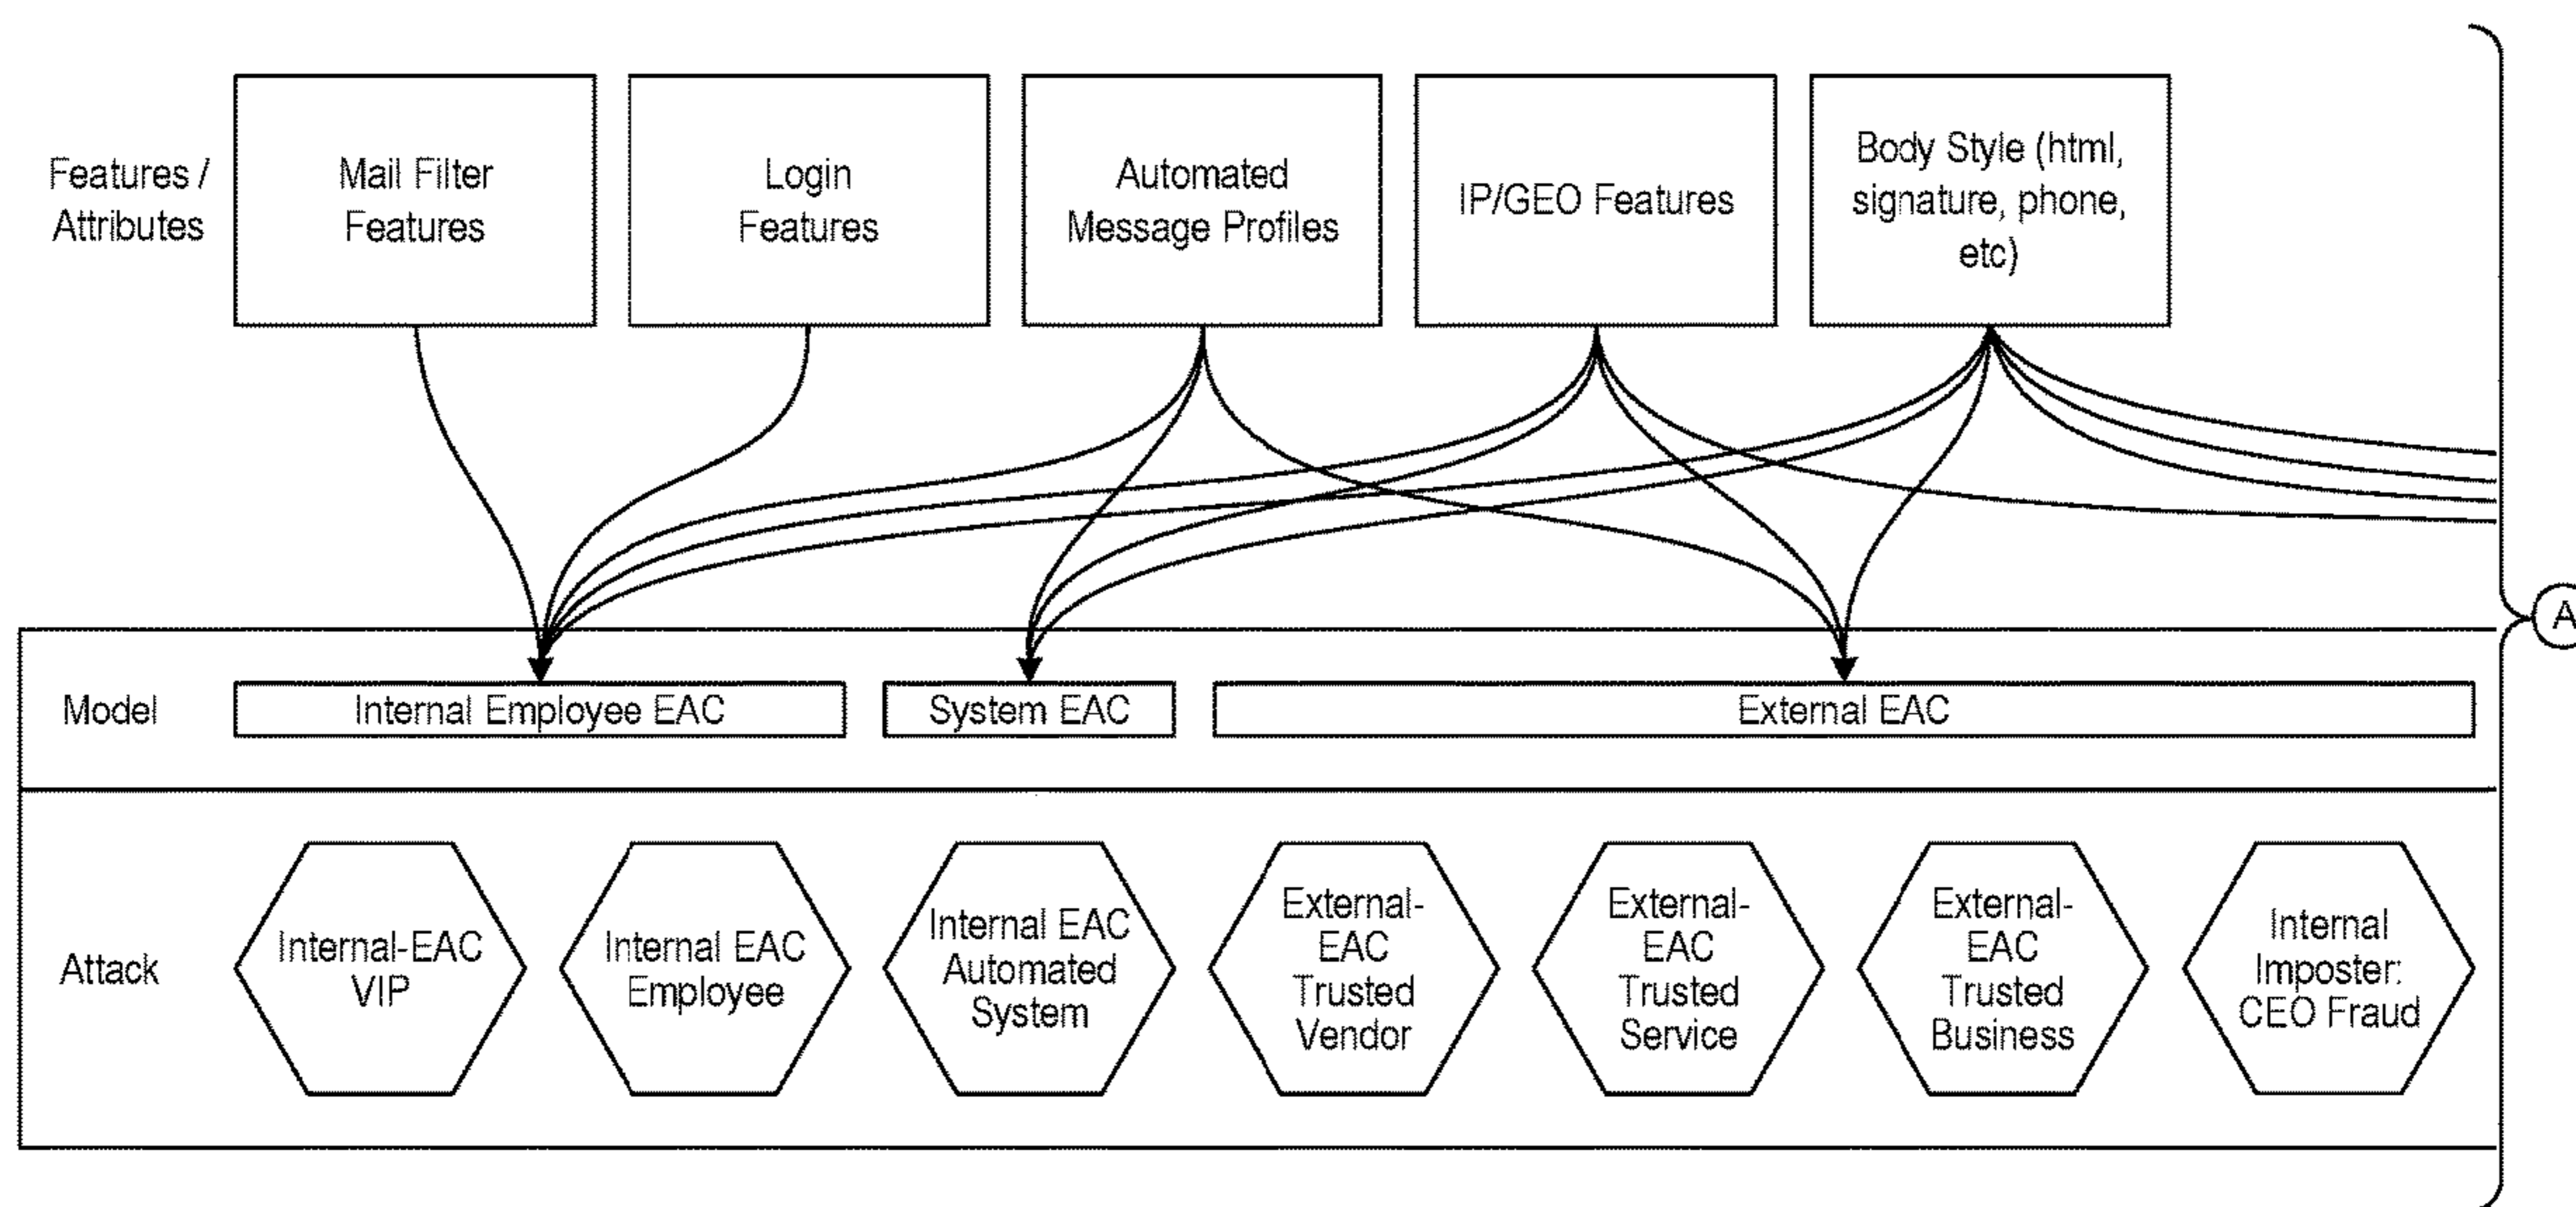 Features /
Attributes
Mail Filter
Features
Login
Features
Automated
Message Profiles
IP/GEO Features
Body Style (html,
signature, phone,
etc)
A
Model
Internal Employee EAC
System EAC
External EAC
Attack
Internal-EAC
VIP
Internal EAC
Employee
Internal EAC
Automated
System
External-
EAC
Trusted
Vendor
External-
EAC
Trusted
Service
External-
EAC
Trusted
Business
Internal
Imposter:
CEO Fraud